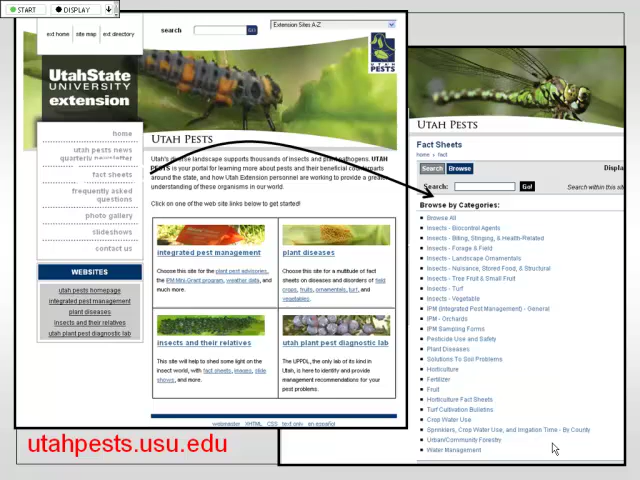 START
DISPLAY
ext home
site map
ext directory
search
Go!
Extension Sites A-Z
UTAH
PESTS
UtahState
UNIVERSITY
extension
home
utah pests news
quarterly newsletter
fact sheets
frequently asked
questions
photo gallery
slideshows
contact us
WEBSITES
utah pests homepage
integrated pest management
plant diseases
insects and their relatives
utah plant pest diagnostic lab
UTAH PESTS
Utah's diverse landscape supports thousands of insects and plant pathogens. UTAH
PESTS is your portal for learning more about pests and their beneficial counterparts
around the state, and how Utah Extension personnel are working to provide a greater
understanding of these organisms in our world.
Click on one of the web site links below to get started!
integrated pest management
Choose this site for the plant pest advisories,
the IPM Mini-Grant program, weather data, and
much more.
plant diseases
Choose this site for a multitude of fact
sheets on diseases and disorders of field
crops, fruits, ornamentals, turf, and
vegetables.
insects and their relatives
This site will help to shed some light on the
insect world, with fact sheets, images, slide
shows, and more.
utah plant pest diagnostic lab
The UPPDL, the only lab of its kind in
Utah, is here to identify and provide
management recommendations for your
pest problems.
webmaster XHTML CSS text only en español
utahpests.usu.edu
UTAH PESTS
Fact Sheets
home > fact
Search Browse
Displa
Search:
Go!
Search within this sit
Browse by Categories:
Browse All
Insects - Biocontrol Agents
Insects - Biting, Stinging, & Health-Related
Insects - Forage & Field
Insects - Landscape Ornamentals
Insects - Nuisance, Stored Food, & Structural
Insects - Tree Fruit & Small Fruit
Insects - Turf
Insects - Vegetable
IPM (Integrated Pest Management) - General
IPM - Orchards
IPM Sampling Forms
Pesticide Use and Safety
Plant Diseases
Solutions To Soil Problems
Horticulture
Fertilizer
Fruit
Horticulture Fact Sheets
Turf Cultivation Bulletins
Crop Water Use
Sprinklers, Crop Water Use, and Irrigation Time - By County
Urban/Community Forestry
Water Management